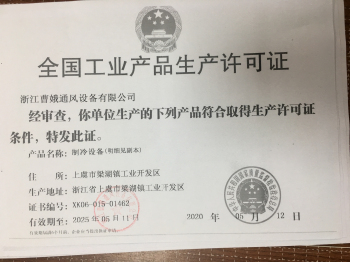 全国工业产品生产许可证
浙江曹娥通风设备有限公司
经审查，你单位生产的下列产品符合取得生产许可证
条件，特发此证。
产品名称：制冷设备(明细见副本)
住所：上虞市梁湖镇工业开发区
生产地址：浙江省上虞市梁湖镇工业开发区
证书编号：XK06-015-01462
有效期至：2025年05月11日
2020年05月12日